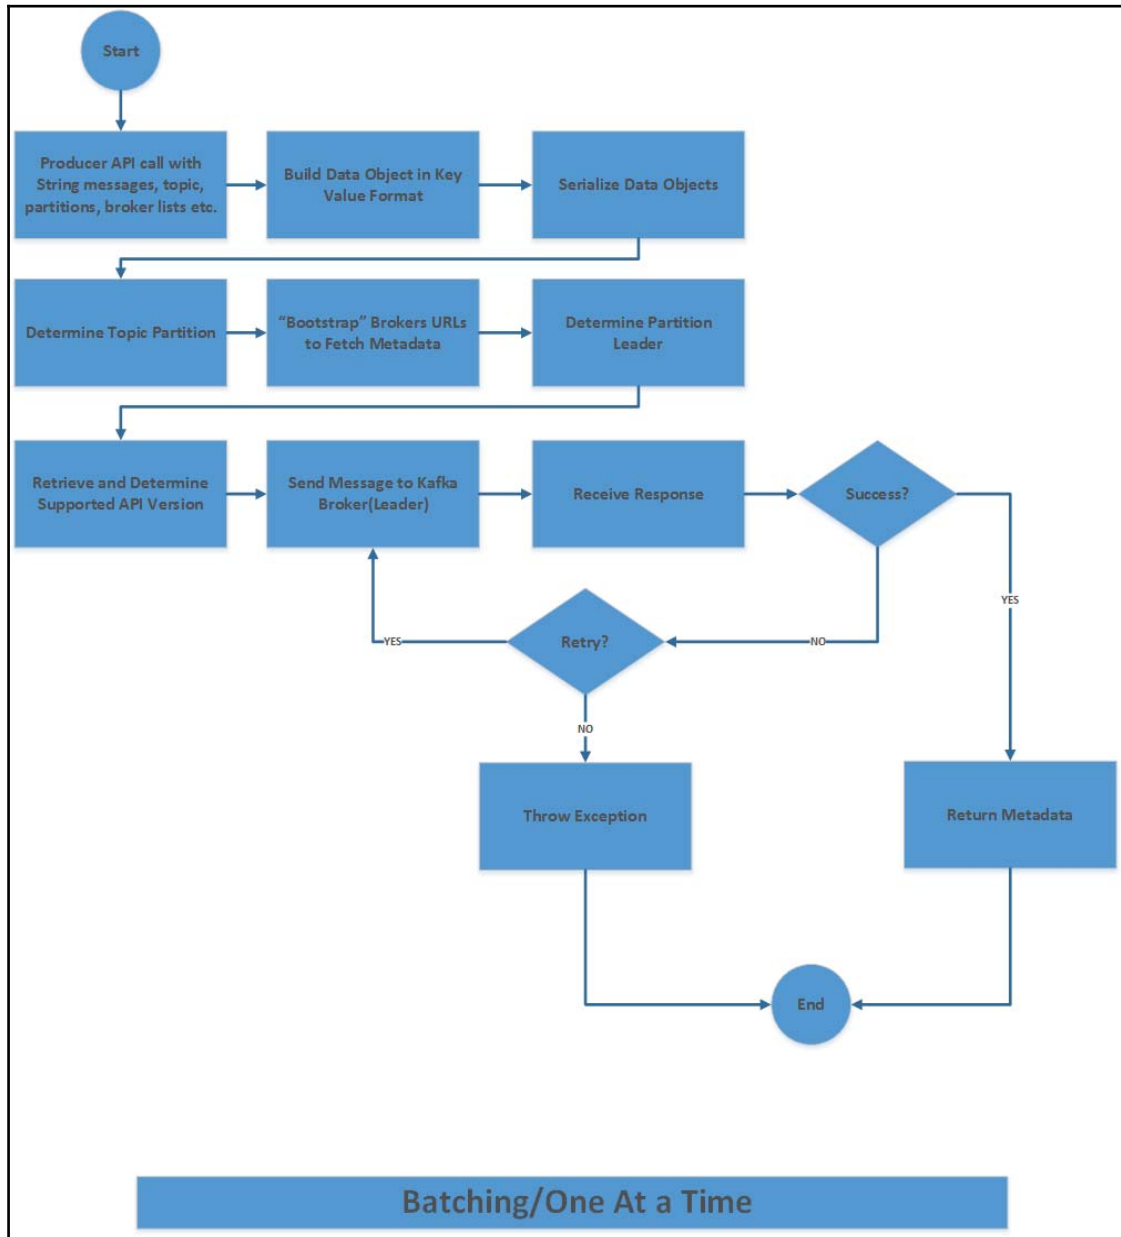 Start
Producer API call with
String messages, topic,
partitions, broker lists etc.
Build Data Object in Key
Value Format
Serialize Data Objects
Determine Topic Partition
“Bootstrap” Brokers URLs
to Fetch Metadata
Determine Partition
Leader
Retrieve and Determine
Supported API Version
Send Message to Kafka
Broker(Leader)
Receive Response
Success?
YES
Retry?
YES
NO
NO
Throw Exception
Return Metadata
End
Batching/One At a Time